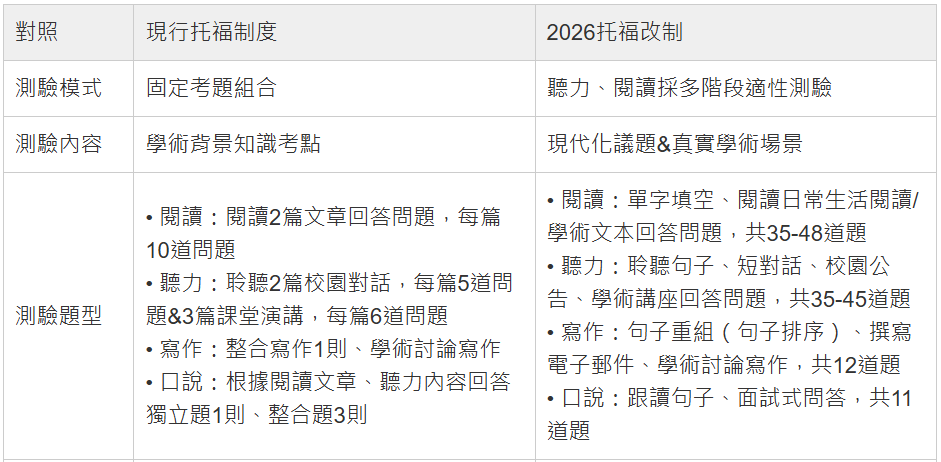 對照
現行托福制度
2026托福改制
測驗模式
固定考題組合
聽力、閱讀採多階段適性測驗
測驗內容
學術背景知識考點
現代化議題&真實學術場景
測驗題型
• 閱讀：閱讀2篇文章回答問題，每篇
10道問題
• 聽力：聆聽2篇校園對話，每篇5道問
題&3篇課堂演講，每篇6道問題
• 寫作：整合寫作1則、學術討論寫作
• 口說：根據閱讀文章、聽力內容回答
獨立題1則、整合題3則
• 閱讀：單字填空、閱讀日常生活閱讀/
學術文本回答問題，共35-48道題
• 聽力：聆聽句子、短對話、校園公
告、學術講座回答問題，共35-45道題
• 寫作：句子重組（句子排序）、撰寫
電子郵件、學術討論寫作，共12道題
• 口說：跟讀句子、面試式問答，共11
道題